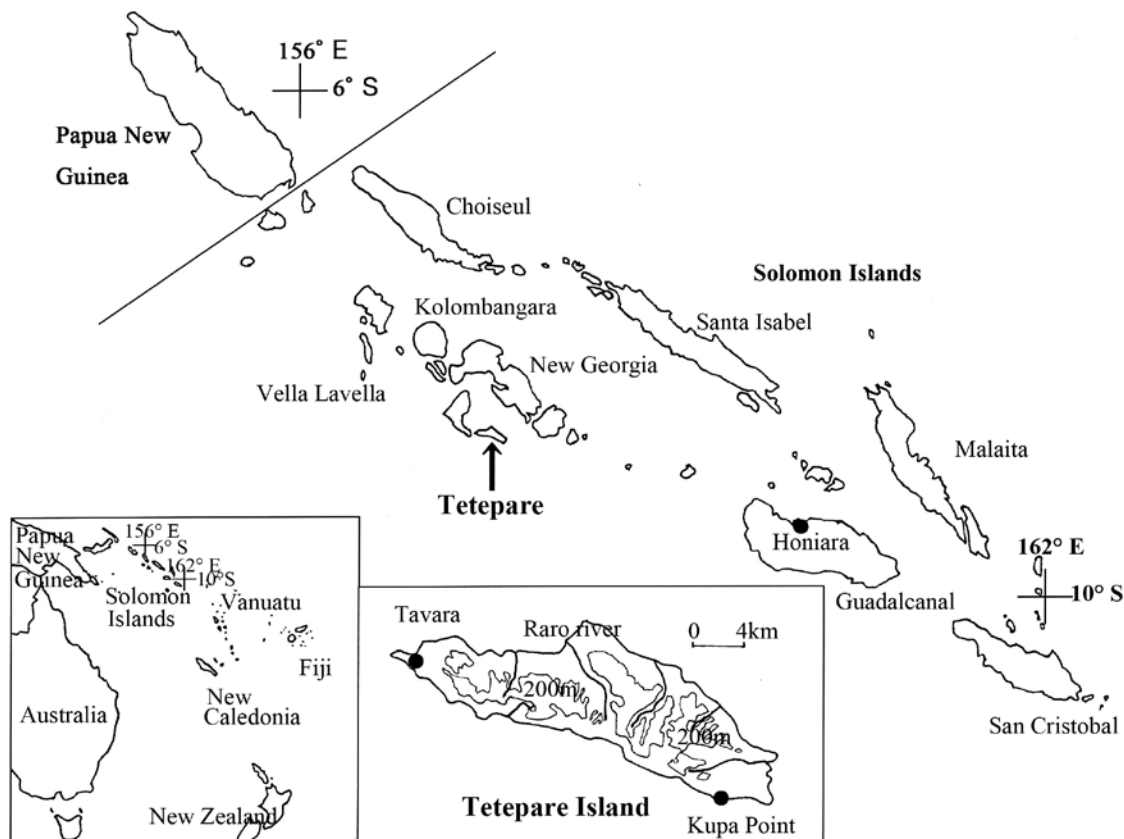 156° E
6° S
Papua New
Guinea
Choiseul
Solomon Islands
Kolombangara
Santa Isabel
New Georgia
Vella Lavella
Malaita
Tetepare
Honiara
162° E
10° S
Guadalcanal
San Cristobal
Papua
New
Guinea
156° E
6° S
162° E
10°S
Solomon
Islands
Vanuatu
Fiji
New
Caledonia
Australia
New Zealand
Tavara
Raro river
0 4km
200m
200m
Tetepare Island
Kupa Point